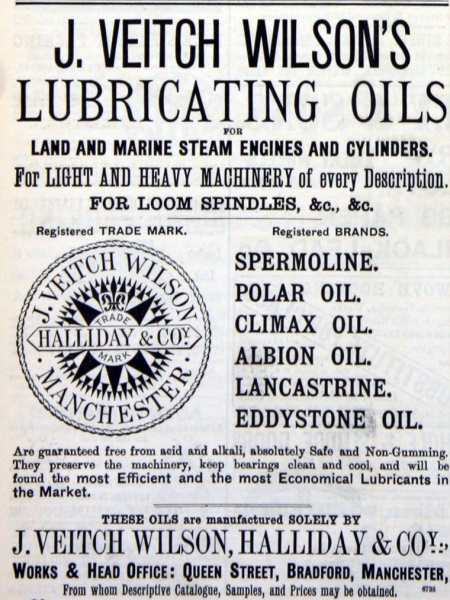 J. VEITCH WILSON'S
LUBRICATING OILS
FOR
LAND AND MARINE STEAM ENGINES AND CYLINDERS.
For LIGHT AND HEAVY MACHINERY of every Description.
FOR LOOM SPINDLES, &c., &c.
Registered TRADE MARK.
Registered BRANDS.
J. VEITCH WILSON
TRADE
HALLIDAY & COY.
MARK
· MANCHESTER ·
SPERMOLINE.
POLAR OIL.
CLIMAX OIL.
ALBION OIL.
LANCASTRINE.
EDDYSTONE OIL.
Are guaranteed free from acid and alkali, absolutely Safe and Non-Gumming.
They preserve the machinery, keep bearings clean and cool, and will be
found the most Efficient and the most Economical Lubricants in
the Market.
THESE OILS are manufactured SOLELY BY
J. VEITCH WILSON, HALLIDAY & COY.,
WORKS & HEAD OFFICE: QUEEN STREET, BRADFORD, MANCHESTER,
From whom Descriptive Catalogue, Samples, and Prices may be obtained.
6735